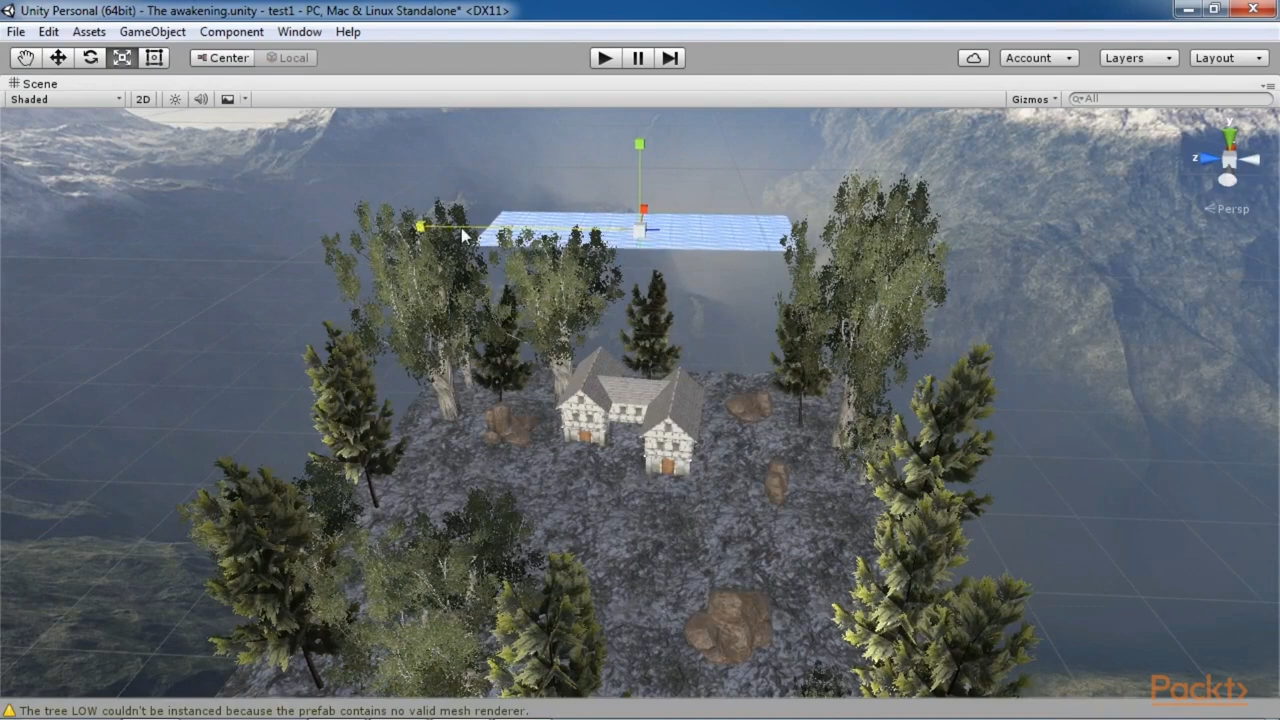 Unity Personal (64bit) - The awakening.unity - test1 - PC, Mac & Linux Standalone* <DX11>
File Edit Assets GameObject Component Window Help
Center Local Account Layers Layout
Scene
Shaded 2D Gizmos All
y
z
Persp
Packt>
The tree LOW couldn't be instanced because the prefab contains no valid mesh renderer.